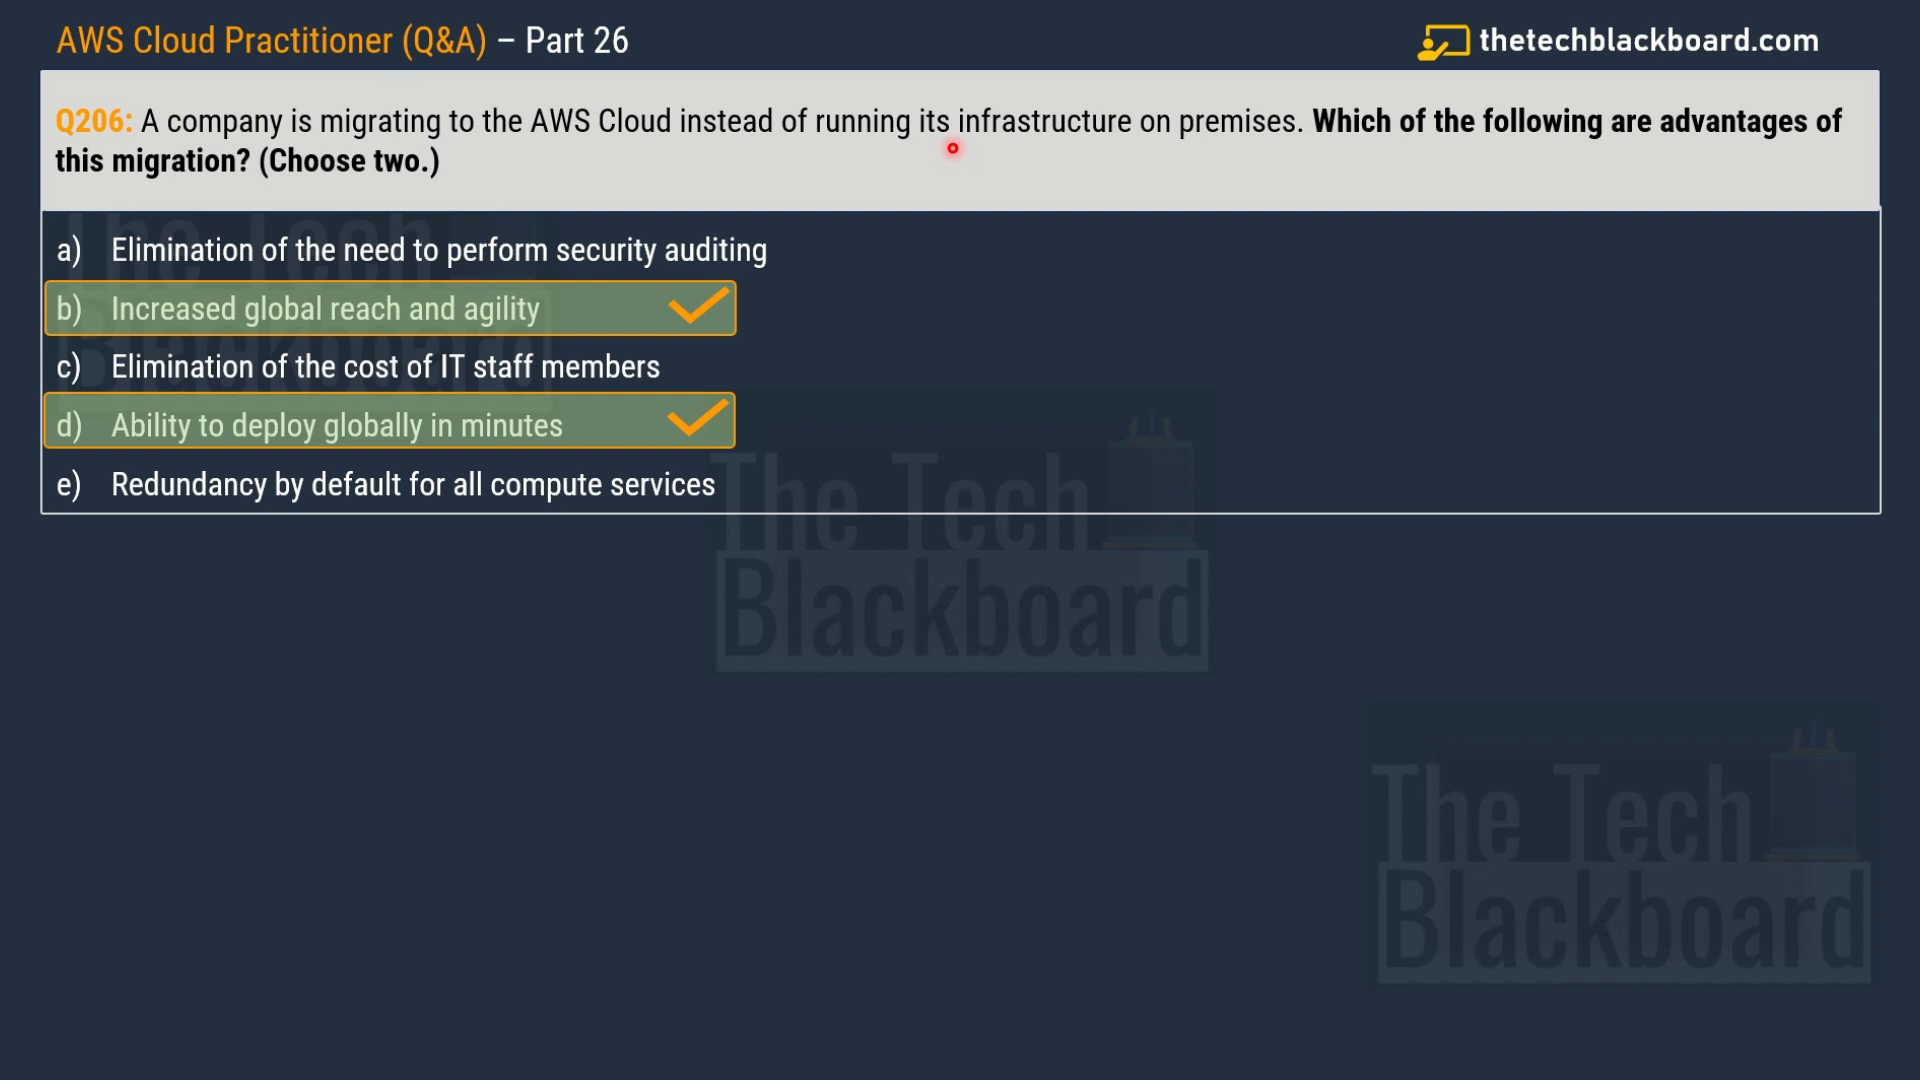 AWS Cloud Practitioner (Q&A) – Part 26
thetechblackboard.com
Q206: A company is migrating to the AWS Cloud instead of running its infrastructure on premises. Which of the following are advantages of
this migration? (Choose two.)
a) Elimination of the need to perform security auditing
b) Increased global reach and agility
c) Elimination of the cost of IT staff members
d) Ability to deploy globally in minutes
e) Redundancy by default for all compute services
The Tech
Blackboard
The Tech
Blackboard
The Tech
Blackboard